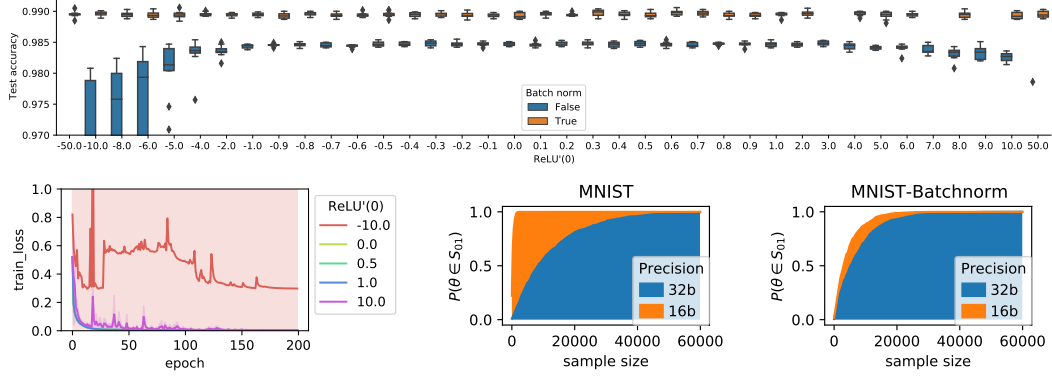 0.990
0.985
0.980
0.975
0.970
Test accuracy
Batch norm
False
True
-50.0 -10.0 -8.0 -6.0 -5.0 -4.0 -2.0 -1.0 -0.9 -0.8 -0.7 -0.6 -0.5 -0.4 -0.3 -0.2 -0.1 0.0 0.1 0.2 0.3 0.4 0.5 0.6 0.7 0.8 0.9 1.0 2.0 3.0 4.0 5.0 6.0 7.0 8.0 9.0 10.0 50.0
ReLU'(0)
1.0
0.8
0.6
0.4
0.2
0.0
train_loss
0 50 100 150 200
epoch
ReLU'(0)
-10.0
0.0
0.5
1.0
10.0
MNIST
1.0
0.5
0.0
P(θ ∈ S₀₁)
Precision
32b
16b
0 20000 40000 60000
sample size
MNIST-Batchnorm
1.0
0.5
0.0
P(θ ∈ S₀₁)
Precision
32b
16b
0 20000 40000 60000
sample size